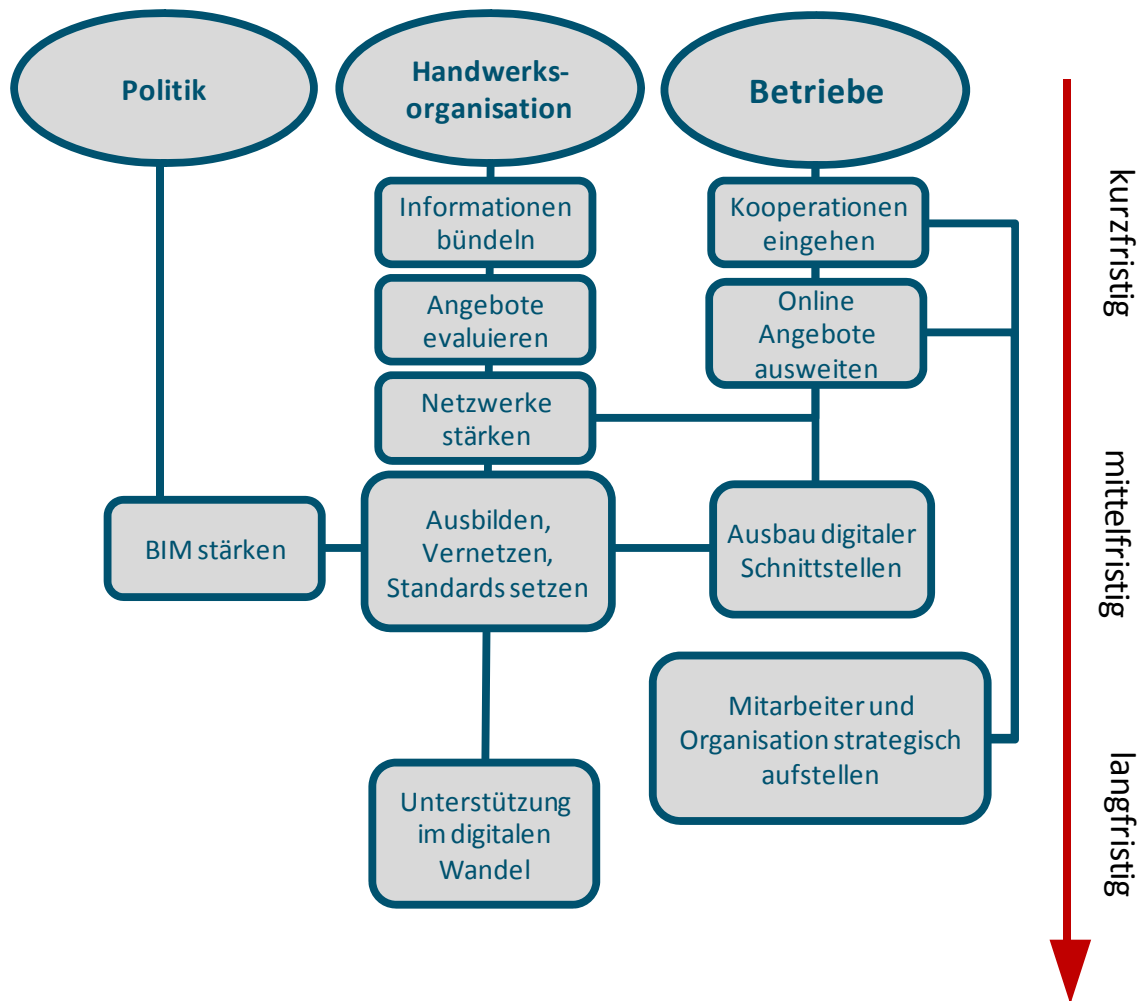 Politik
Handwerks-
organisation
Betriebe
Informationen
bündeln
Kooperationen
eingehen
Angebote
evaluieren
Online
Angebote
ausweiten
Netzwerke
stärken
BIM stärken
Ausbilden,
Vernetzen,
Standards setzen
Ausbau digitaler
Schnittstellen
Mitarbeiter und
Organisation strategisch
aufstellen
Unterstützung
im digitalen
Wandel
kurzfristig
mittelfristig
langfristig